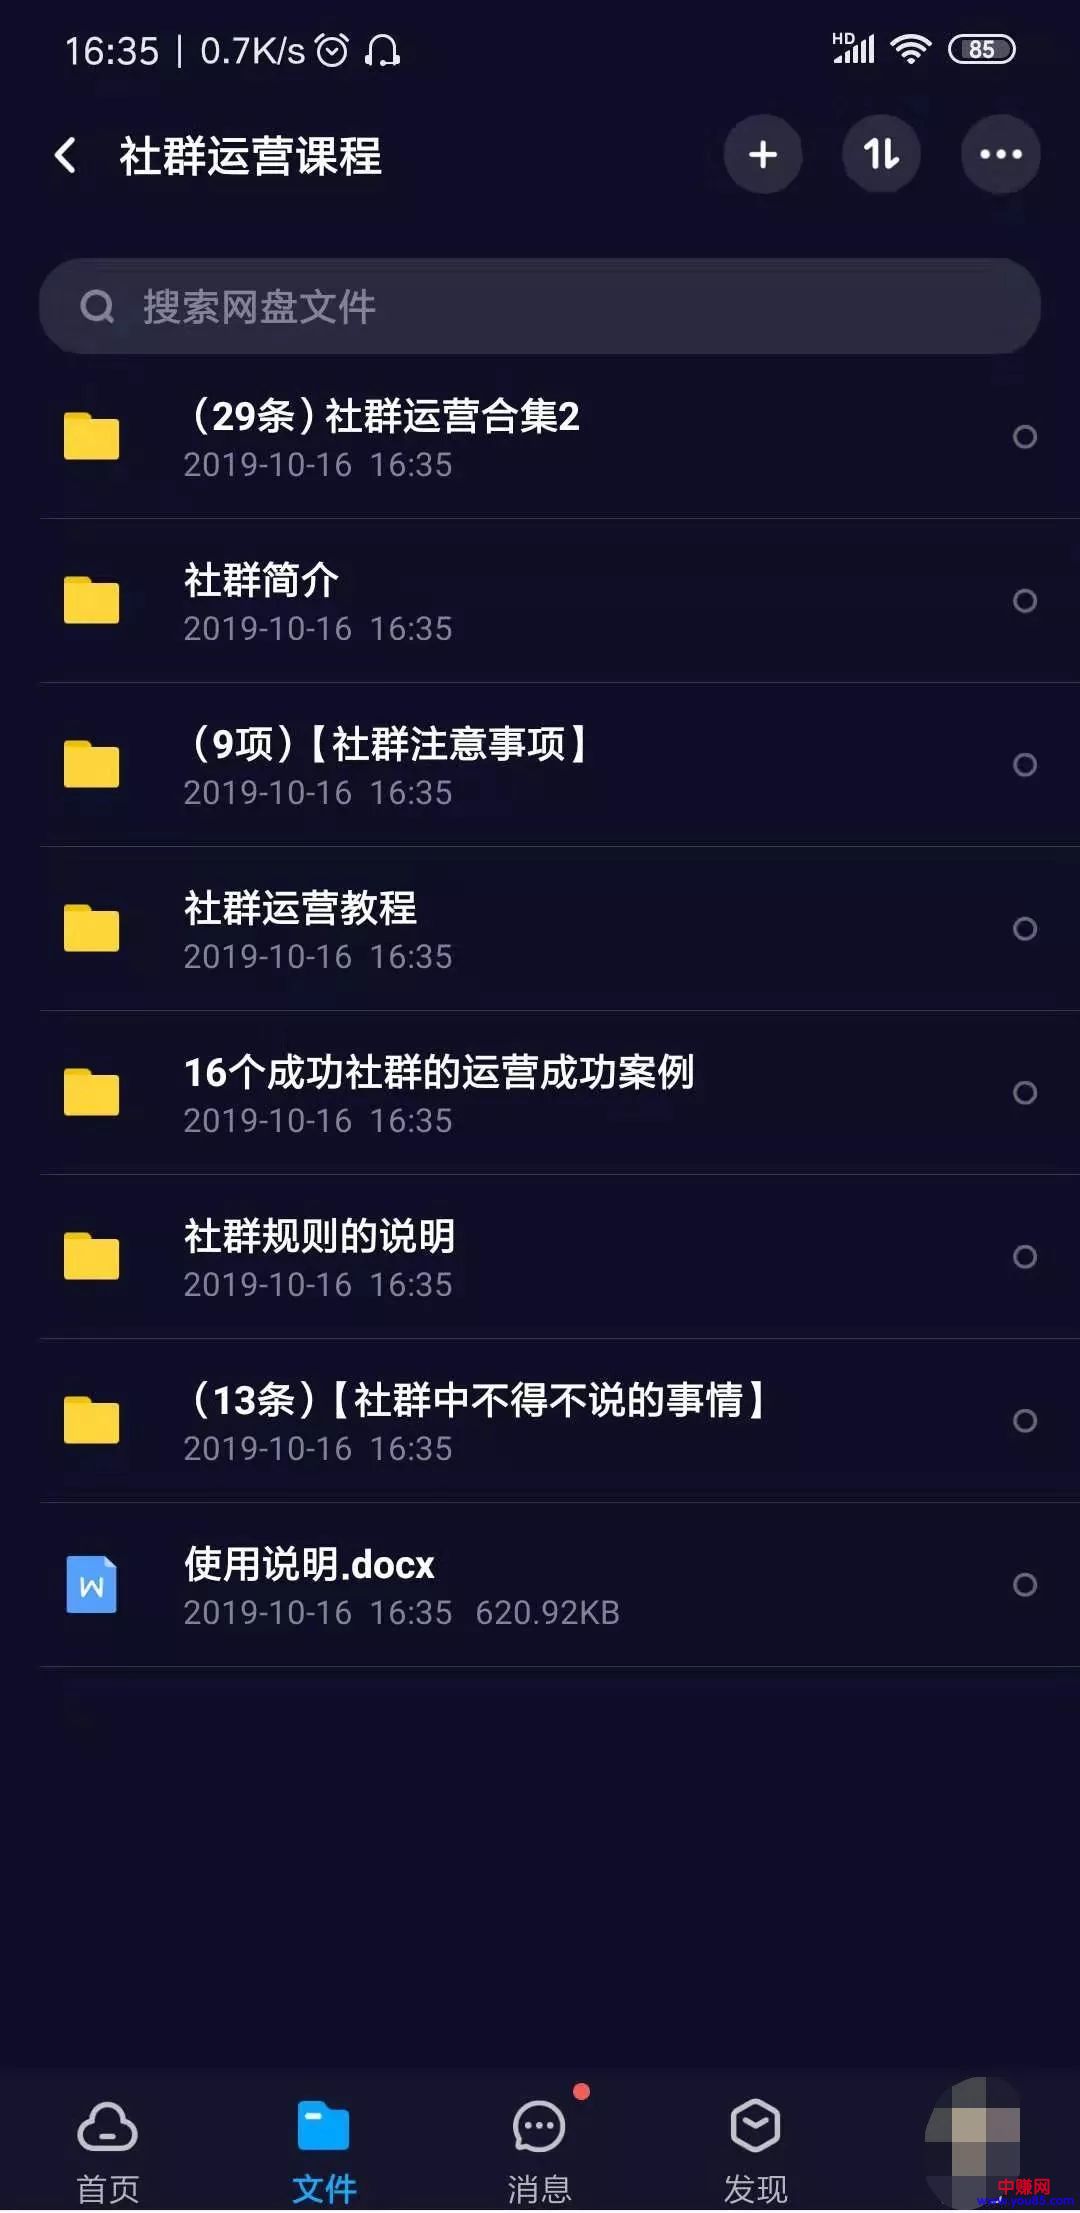 16:35 | 0.7K/s
HD
85
社群运营课程
搜索网盘文件
（29条）社群运营合集2
2019-10-16 16:35
社群简介
2019-10-16 16:35
（9项）【社群注意事项】
2019-10-16 16:35
社群运营教程
2019-10-16 16:35
16个成功社群的运营成功案例
2019-10-16 16:35
社群规则的说明
2019-10-16 16:35
（13条）【社群中不得不说的事情】
2019-10-16 16:35
W
使用说明.docx
2019-10-16 16:35 620.92KB
首页
文件
消息
发现
中赚网
www.you85.com